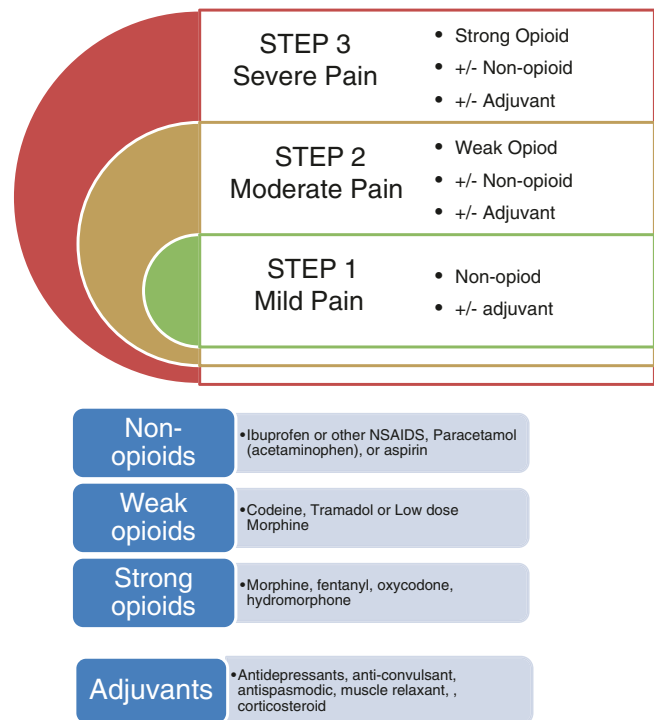 STEP 3
Severe Pain
• Strong Opioid
• +/- Non-opioid
• +/- Adjuvant
STEP 2
Moderate Pain
• Weak Opiod
• +/- Non-opioid
• +/- Adjuvant
STEP 1
Mild Pain
• Non-opiod
• +/- adjuvant
Non-
opioids
•Ibuprofen or other NSAIDS, Paracetamol
(acetaminophen), or aspirin
Weak
opioids
•Codeine, Tramadol or Low dose
Morphine
Strong
opioids
•Morphine, fentanyl, oxycodone,
hydromorphone
Adjuvants
•Antidepressants, anti-convulsant,
antispasmodic, muscle relaxant, ,
corticosteroid